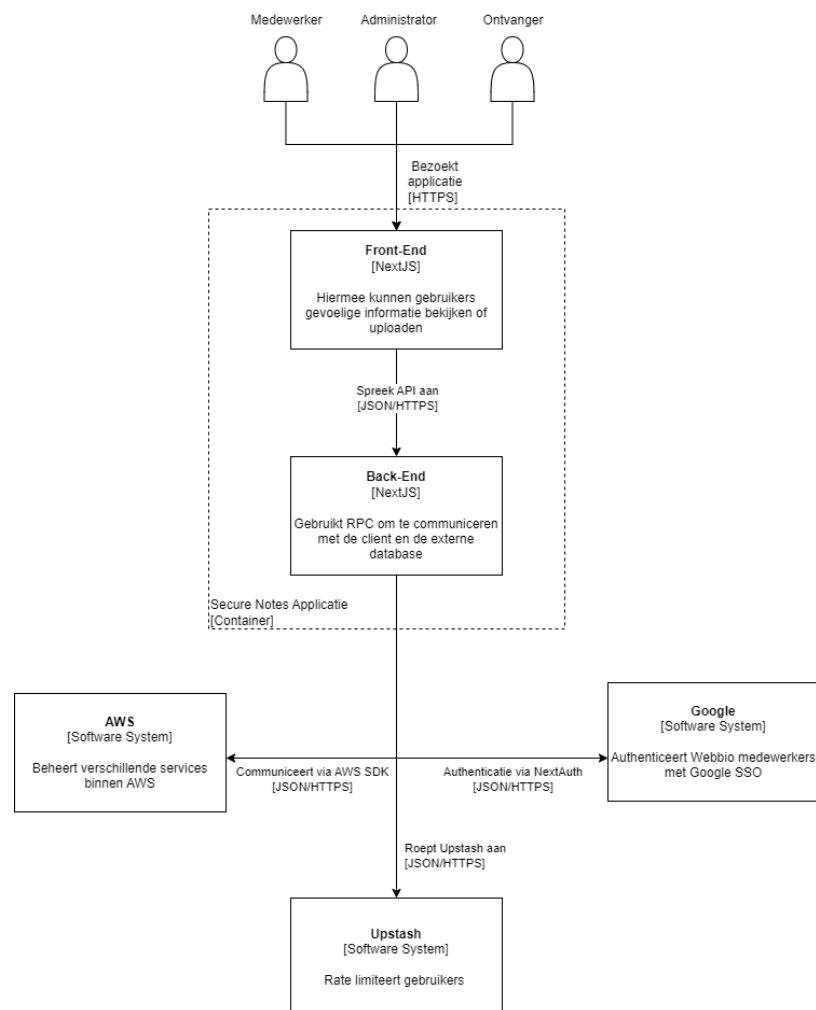 Medewerker
Administrator
Ontvanger
Bezoekt
applicatie
[HTTPS]
Front-End
[NextJS]
Hiermee kunnen gebruikers
gevoelige informatie bekijken of
uploaden
Spreek API aan
[JSON/HTTPS]
Back-End
[NextJS]
Gebruikt RPC om te communiceren
met de client en de externe
database
Secure Notes Applicatie
[Container]
AWS
[Software System]
Beheert verschillende services
binnen AWS
Communiceert via AWS SDK
[JSON/HTTPS]
Authenticatie via NextAuth
[JSON/HTTPS]
Google
[Software System]
Authenticeert Webbio medewerkers
met Google SSO
Roept Upstash aan
[JSON/HTTPS]
Upstash
[Software System]
Rate limiteert gebruikers